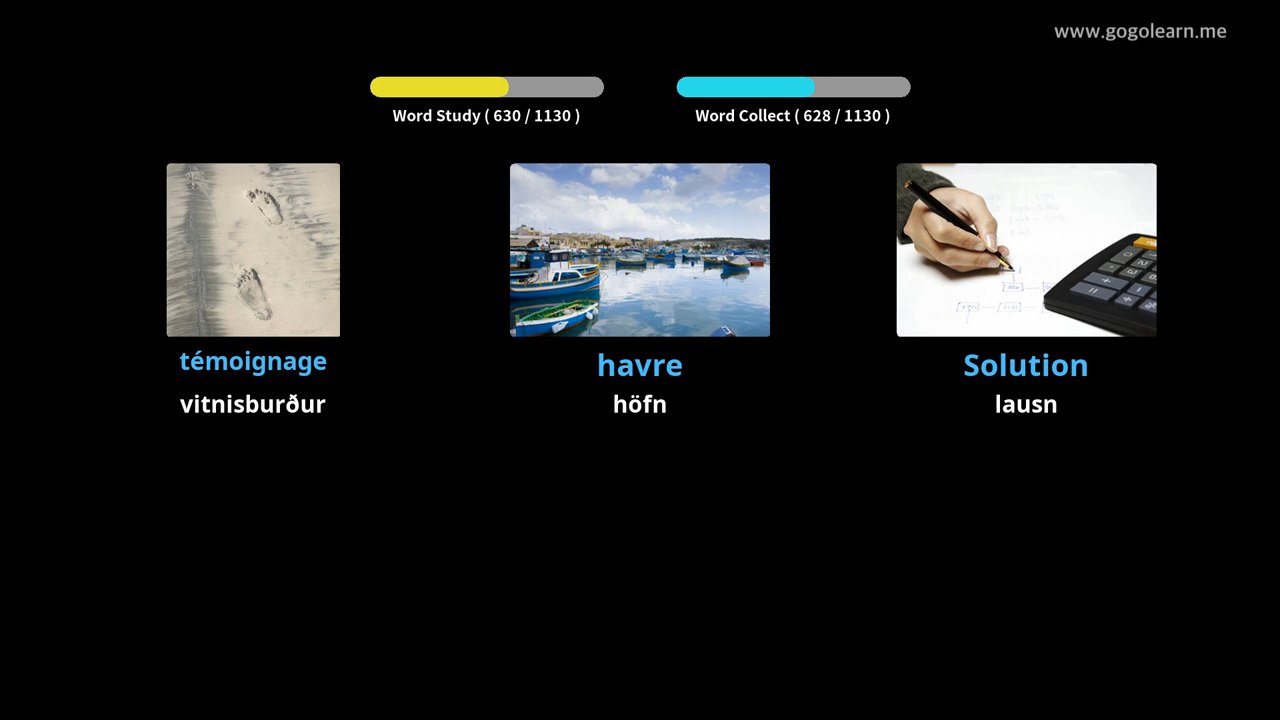 www.gogolearn.me
Word Study ( 630 / 1130 )
Word Collect ( 628 / 1130 )
témoignage
havre
Solution
vitnisburður
höfn
lausn